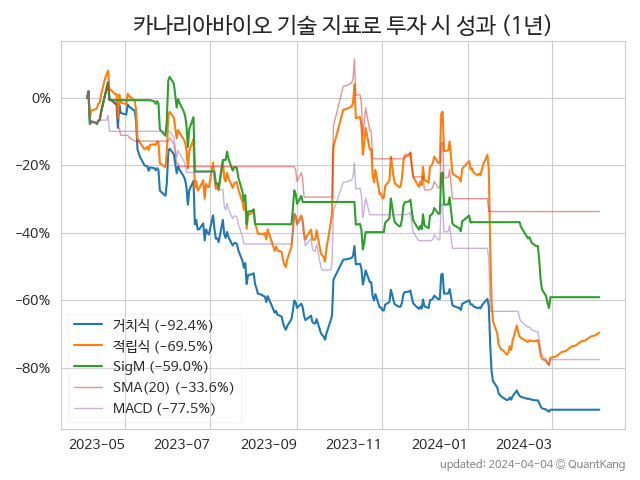 카나리아바이오 기술 지표로 투자 시 성과 (1년)
0%
−20%
−40%
−60%
−80%
거치식 (−92.4%)
적립식 (−69.5%)
SigM (−59.0%)
SMA(20) (−33.6%)
MACD (−77.5%)
2023-05 2023-07 2023-09 2023-11 2024-01 2024-03
updated: 2024-04-04 © QuantKang